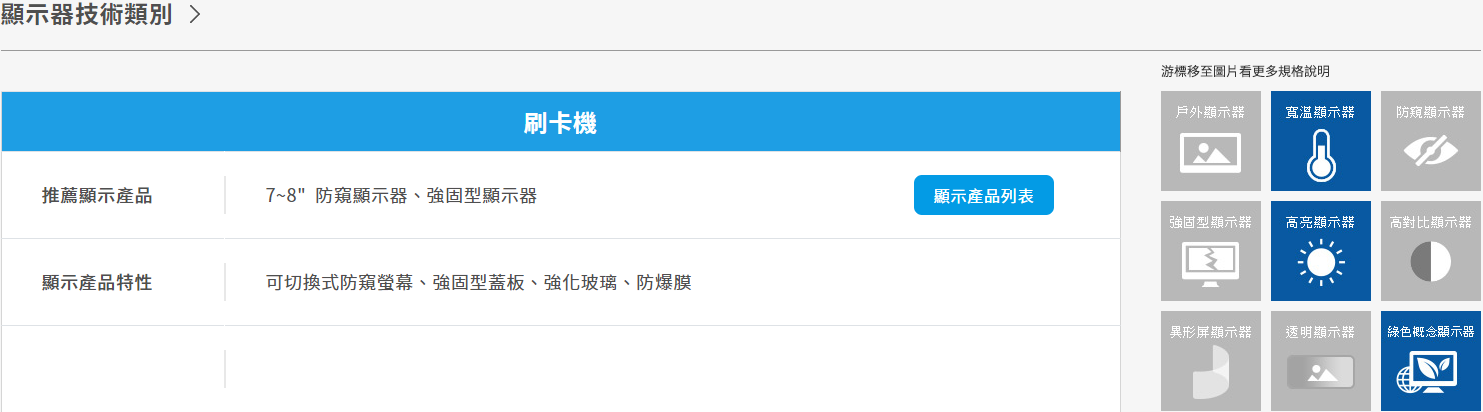 顯示器技術類別
游標移至圖片看更多規格說明
刷卡機
推薦顯示產品
7~8" 防窺顯示器、強固型顯示器
顯示產品列表
顯示產品特性
可切換式防窺螢幕、強固型蓋板、強化玻璃、防爆膜
戶外顯示器
寬溫顯示器
防窺顯示器
強固型顯示器
高亮顯示器
高對比顯示器
異形屏顯示器
透明顯示器
綠色概念顯示器